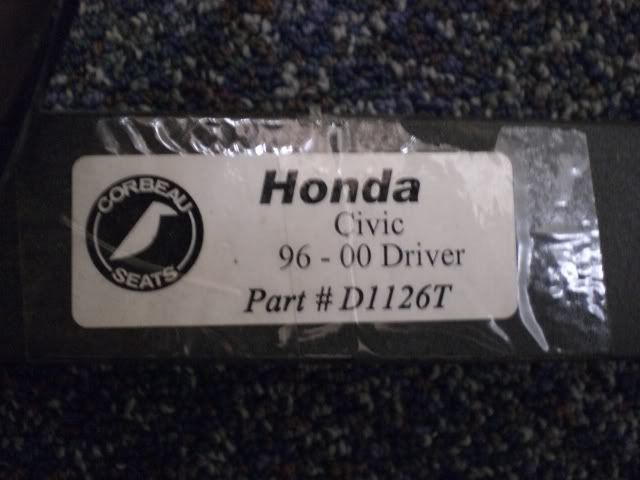 CORBEAU
SEATS
Honda
Civic
96 - 00 Driver
Part # D1126T